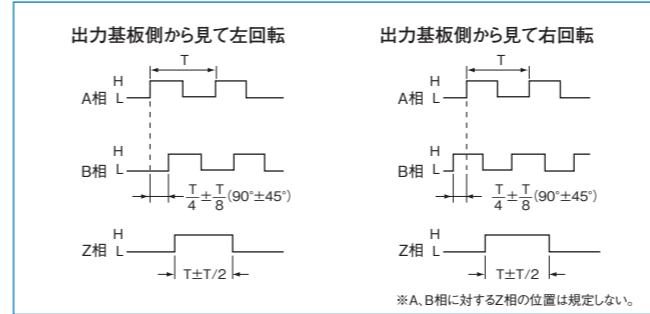 出力基板側から見て左回転
T
H
A相 L
H
B相 L
T/4±T/8(90°±45°)
H
Z相 L
T±T/2
出力基板側から見て右回転
T
H
A相 L
H
B相 L
T/4±T/8(90°±45°)
H
Z相 L
T±T/2
※A、B相に対するZ相の位置は規定しない。